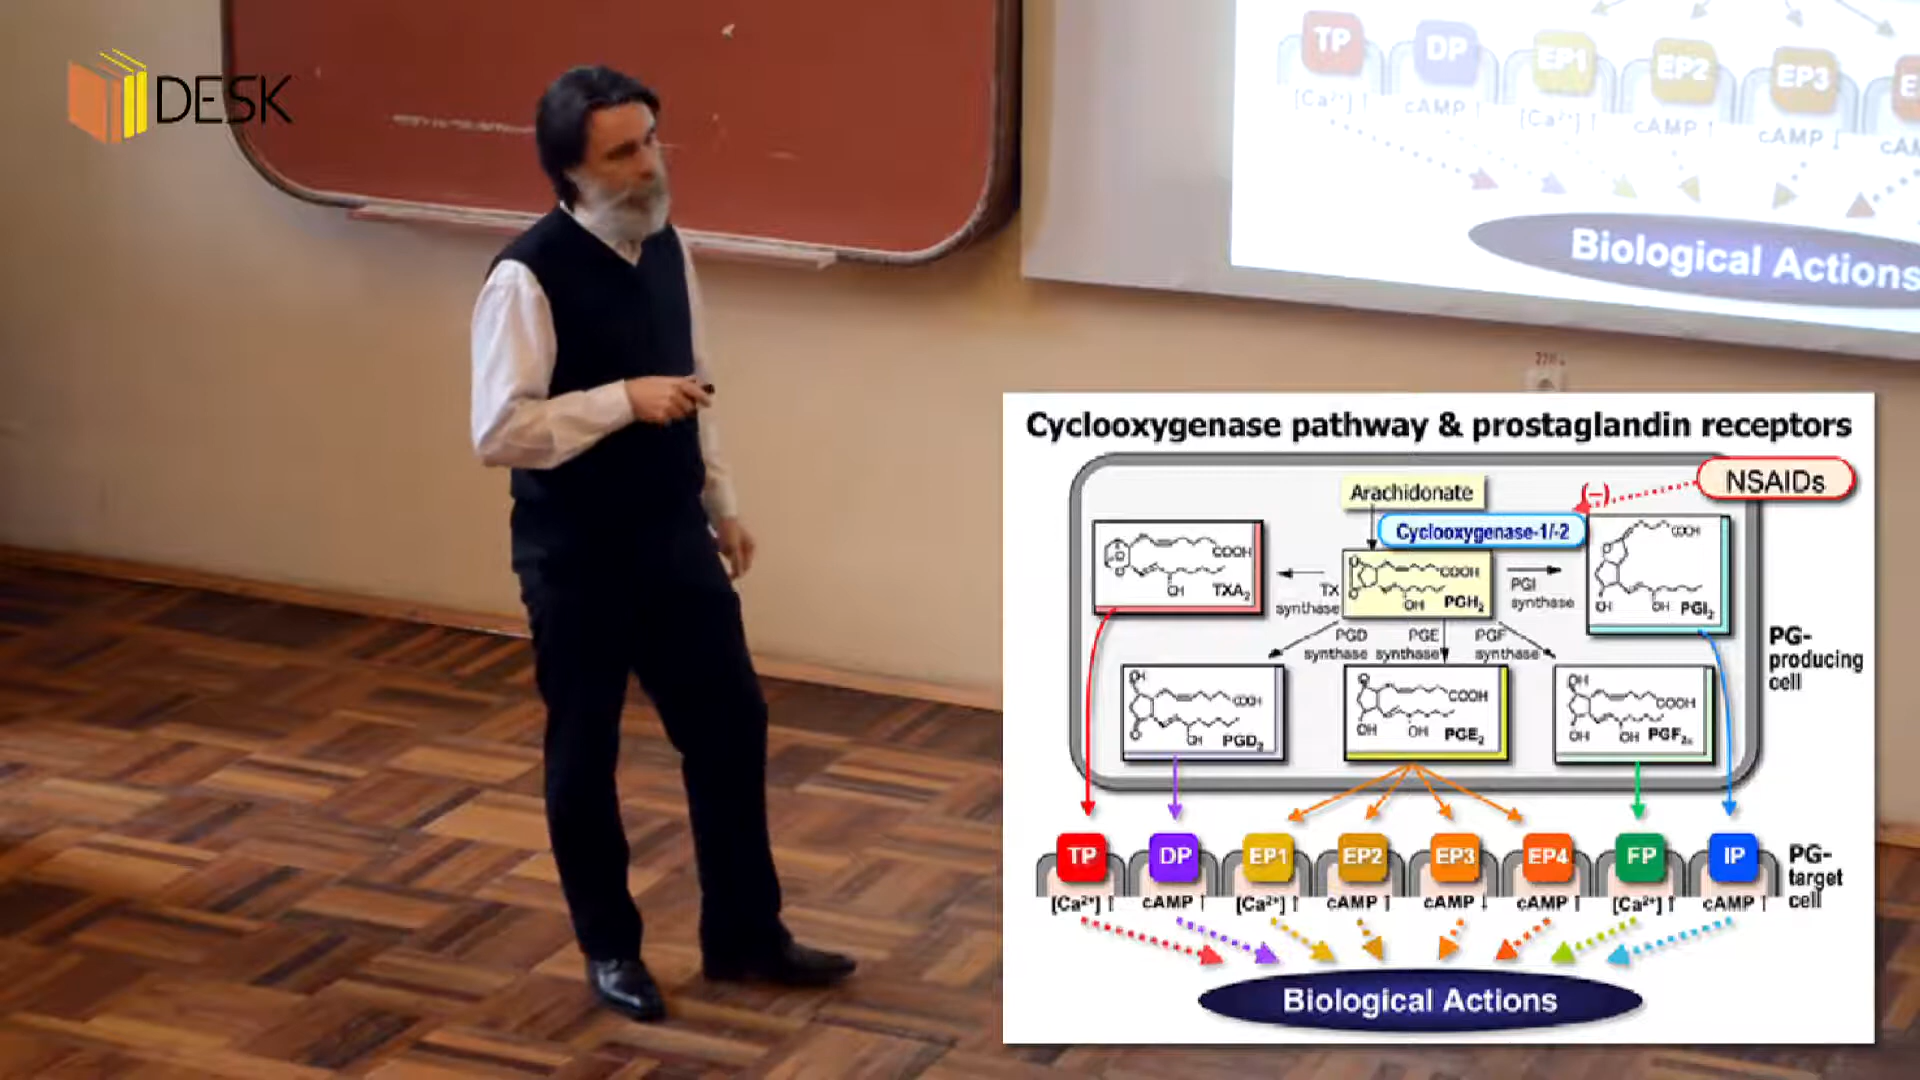 DESK
TP
DP
EP1
EP2
EP3
[Ca²⁺] ↑
cAMP ↑
[Ca²⁺] ↑
cAMP ↑
cAMP ↓
Biological Actions
Cyclooxygenase pathway & prostaglandin receptors
NSAIDs
(−)
Arachidonate
Cyclooxygenase-1/-2
COOH
OH
TXA₂
TX
synthase
COOH
OH
PGH₂
PGI
synthase
COOH
OH
OH
PGI₂
PGD
synthase
PGE
synthase
PGF
synthase
PG-
producing
cell
OH
COOH
O
OH
PGD₂
O
COOH
OH
OH
PGE₂
OH
COOH
OH
OH
PGF₂α
TP
DP
EP1
EP2
EP3
EP4
FP
IP
PG-
target
cell
[Ca²⁺] ↑
cAMP ↑
[Ca²⁺] ↑
cAMP ↑
cAMP ↓
cAMP ↑
[Ca²⁺] ↑
cAMP ↑
Biological Actions